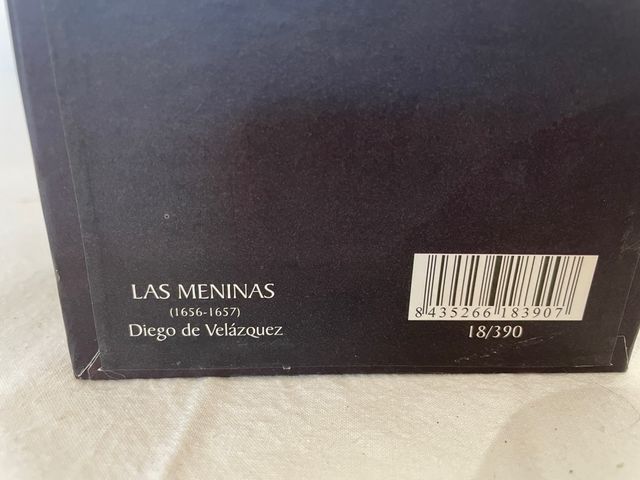 LAS MENINAS
(1656-1657)
Diego de Velázquez
8 435266 183907
18/390